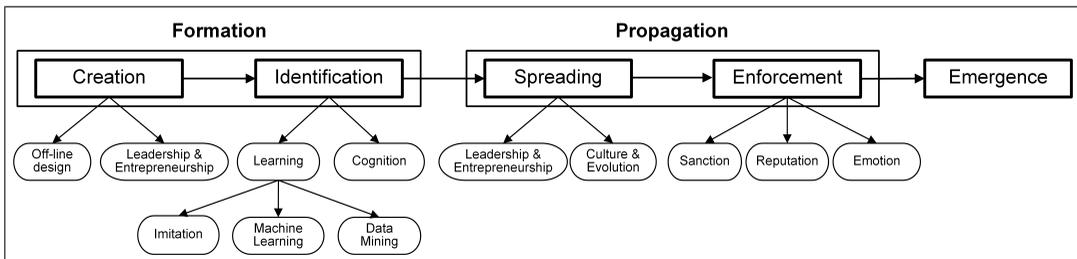 Formation
Propagation
Creation
Identification
Spreading
Enforcement
Emergence
Off-line
design
Leadership &
Entrepreneurship
Learning
Cognition
Leadership &
Entrepreneurship
Culture &
Evolution
Sanction
Reputation
Emotion
Imitation
Machine
Learning
Data
Mining